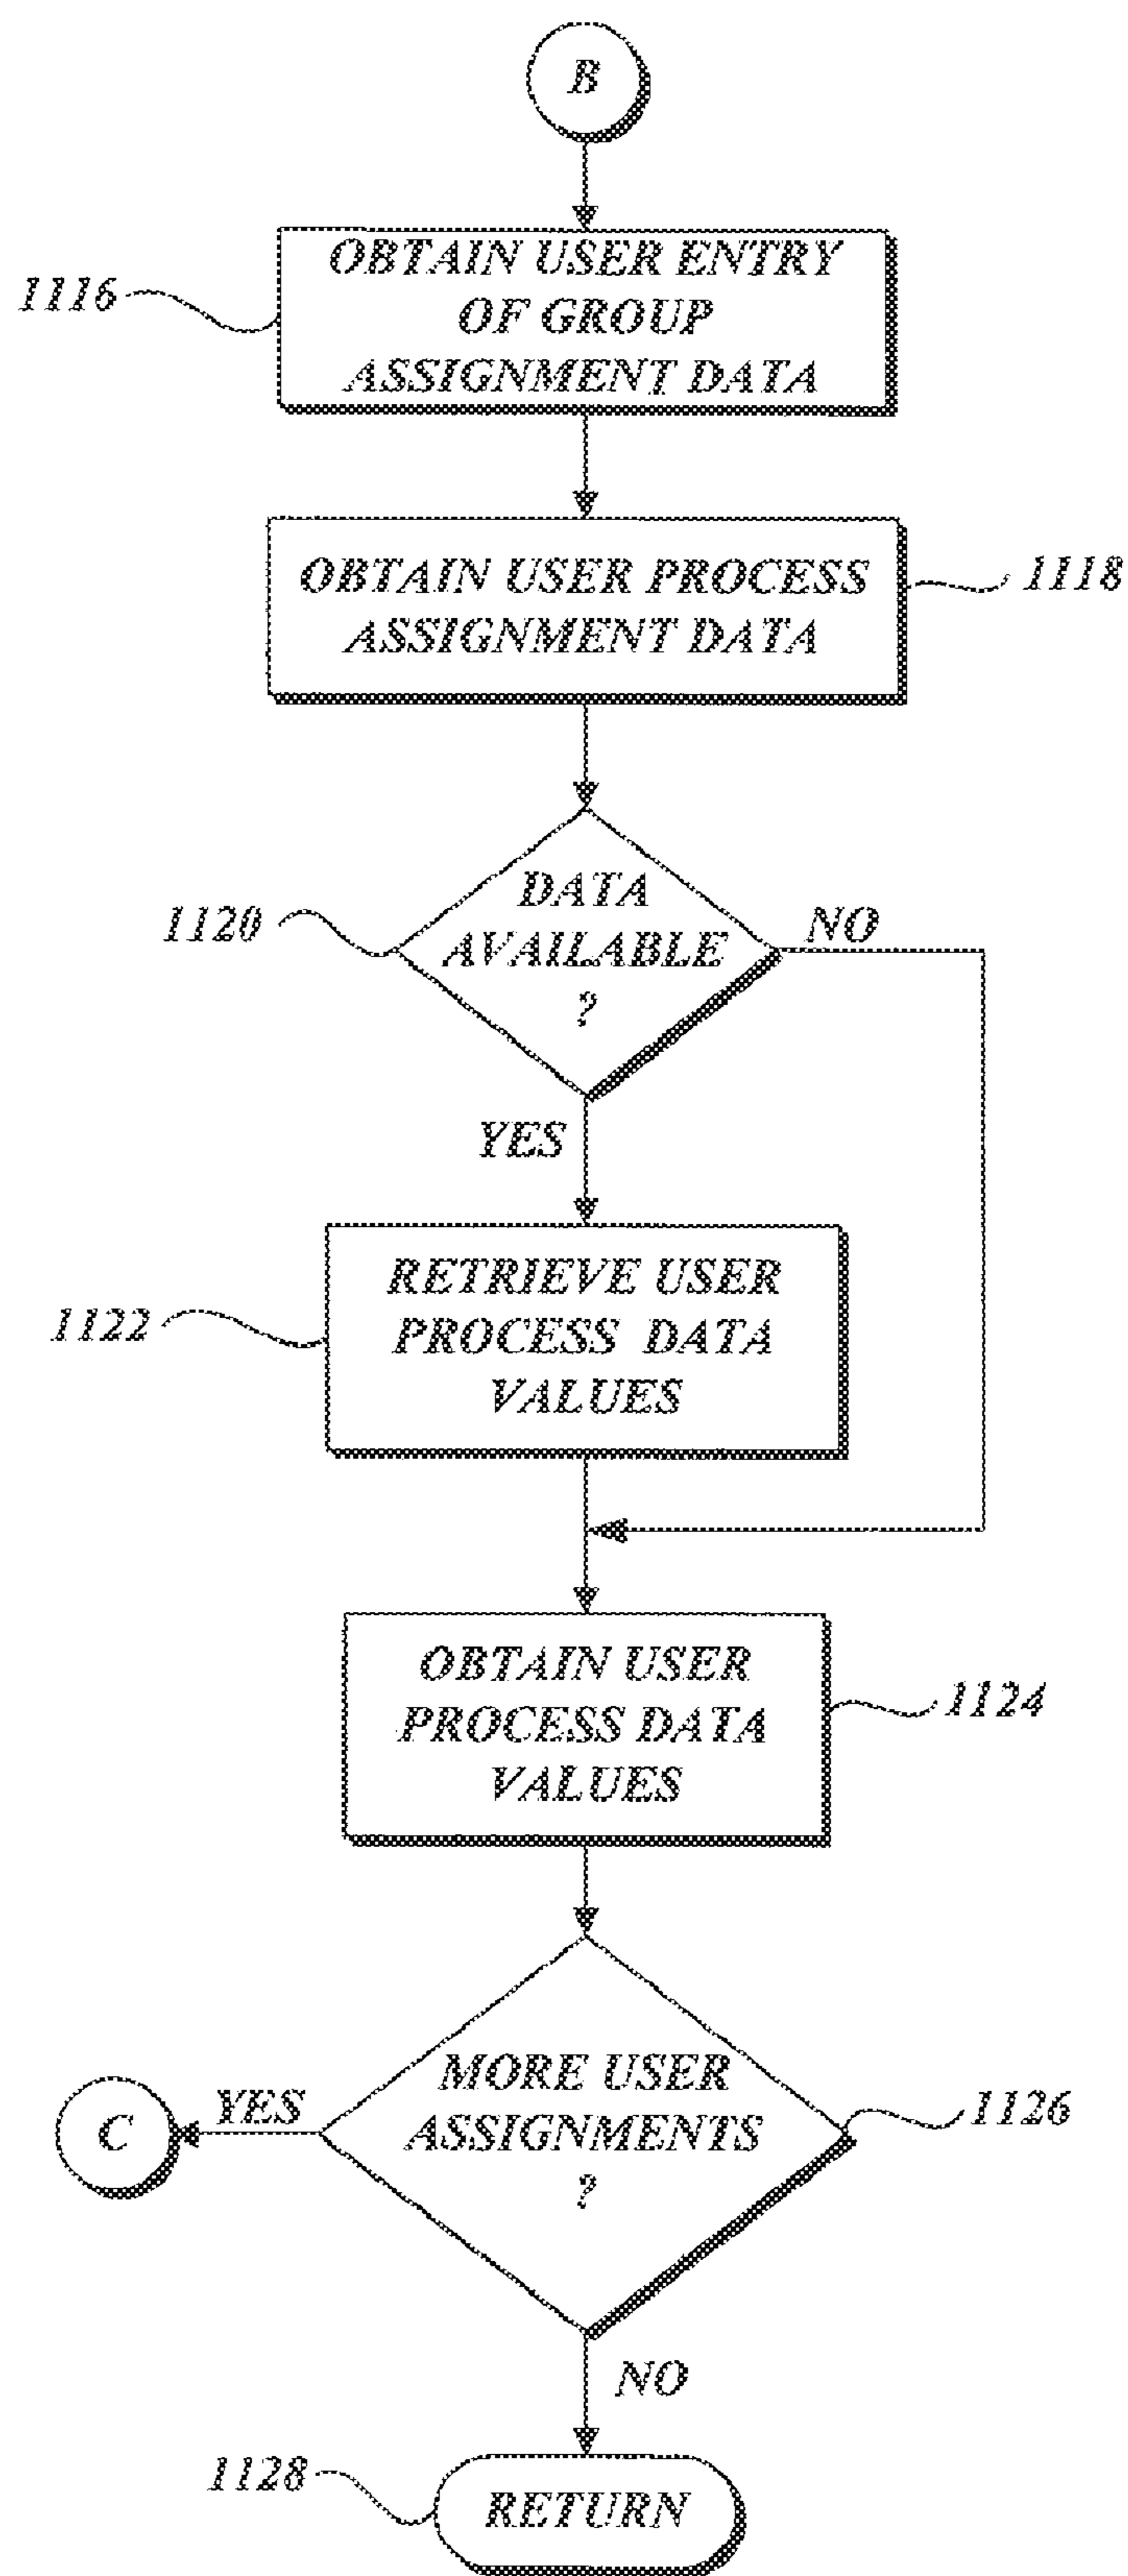 B
OBTAIN USER ENTRY
OF GROUP
ASSIGNMENT DATA
1116
OBTAIN USER PROCESS
ASSIGNMENT DATA
1118
DATA
AVAILABLE
?
1120
NO
YES
RETRIEVE USER
PROCESS DATA
VALUES
1122
OBTAIN USER
PROCESS DATA
VALUES
1124
MORE USER
ASSIGNMENTS
?
1126
YES
C
NO
RETURN
1128